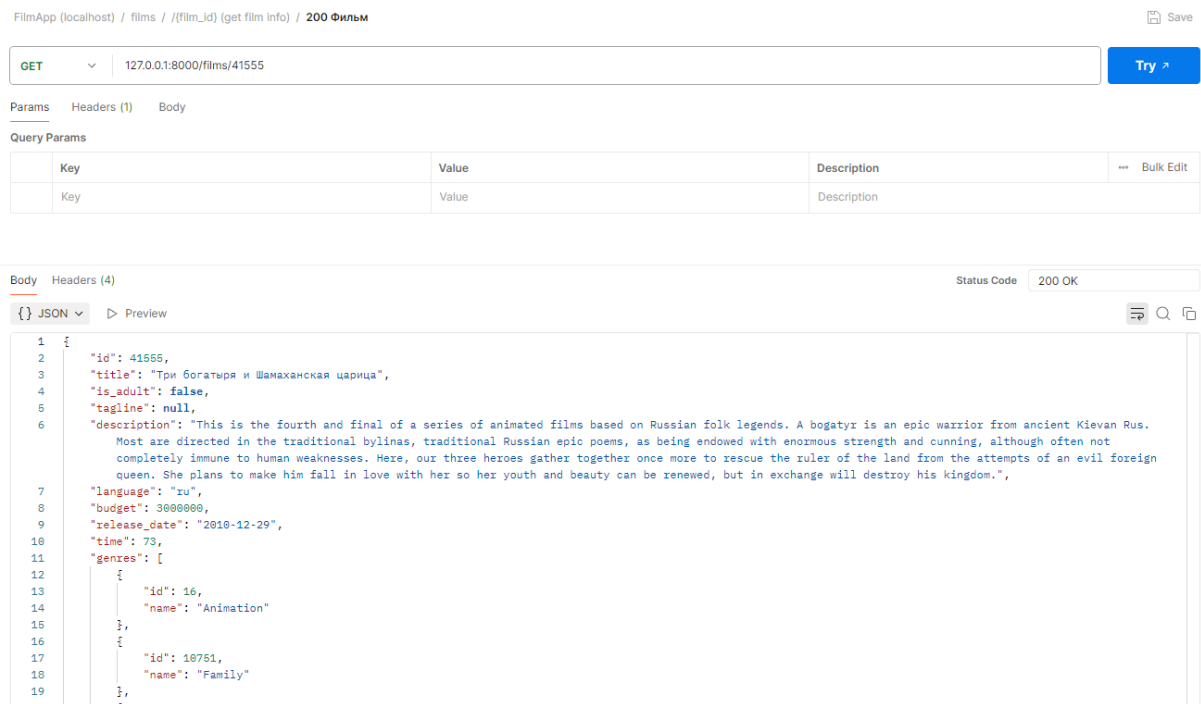 FilmApp (localhost) / films / /{film_id} (get film info) / 200 Фильм
Save
GET
127.0.0.1:8000/films/41555
Try ↗
Params Headers (1) Body
Query Params
Key Value Description ••• Bulk Edit
Key Value Description
Body Headers (4)
Status Code 200 OK
{} JSON
Preview
1 {
2 "id": 41555,
3 "title": "Три богатыря и Шамаханская царица",
4 "is_adult": false,
5 "tagline": null,
6 "description": "This is the fourth and final of a series of animated films based on Russian folk legends. A bogatyr is an epic warrior from ancient Kievan Rus.
Most are directed in the traditional bylinas, traditional Russian epic poems, as being endowed with enormous strength and cunning, although often not
completely immune to human weaknesses. Here, our three heroes gather together once more to rescue the ruler of the land from the attempts of an evil foreign
queen. She plans to make him fall in love with her so her youth and beauty can be renewed, but in exchange will destroy his kingdom.",
7 "language": "ru",
8 "budget": 3000000,
9 "release_date": "2010-12-29",
10 "time": 73,
11 "genres": [
12 {
13 "id": 16,
14 "name": "Animation"
15 },
16 {
17 "id": 10751,
18 "name": "Family"
19 },